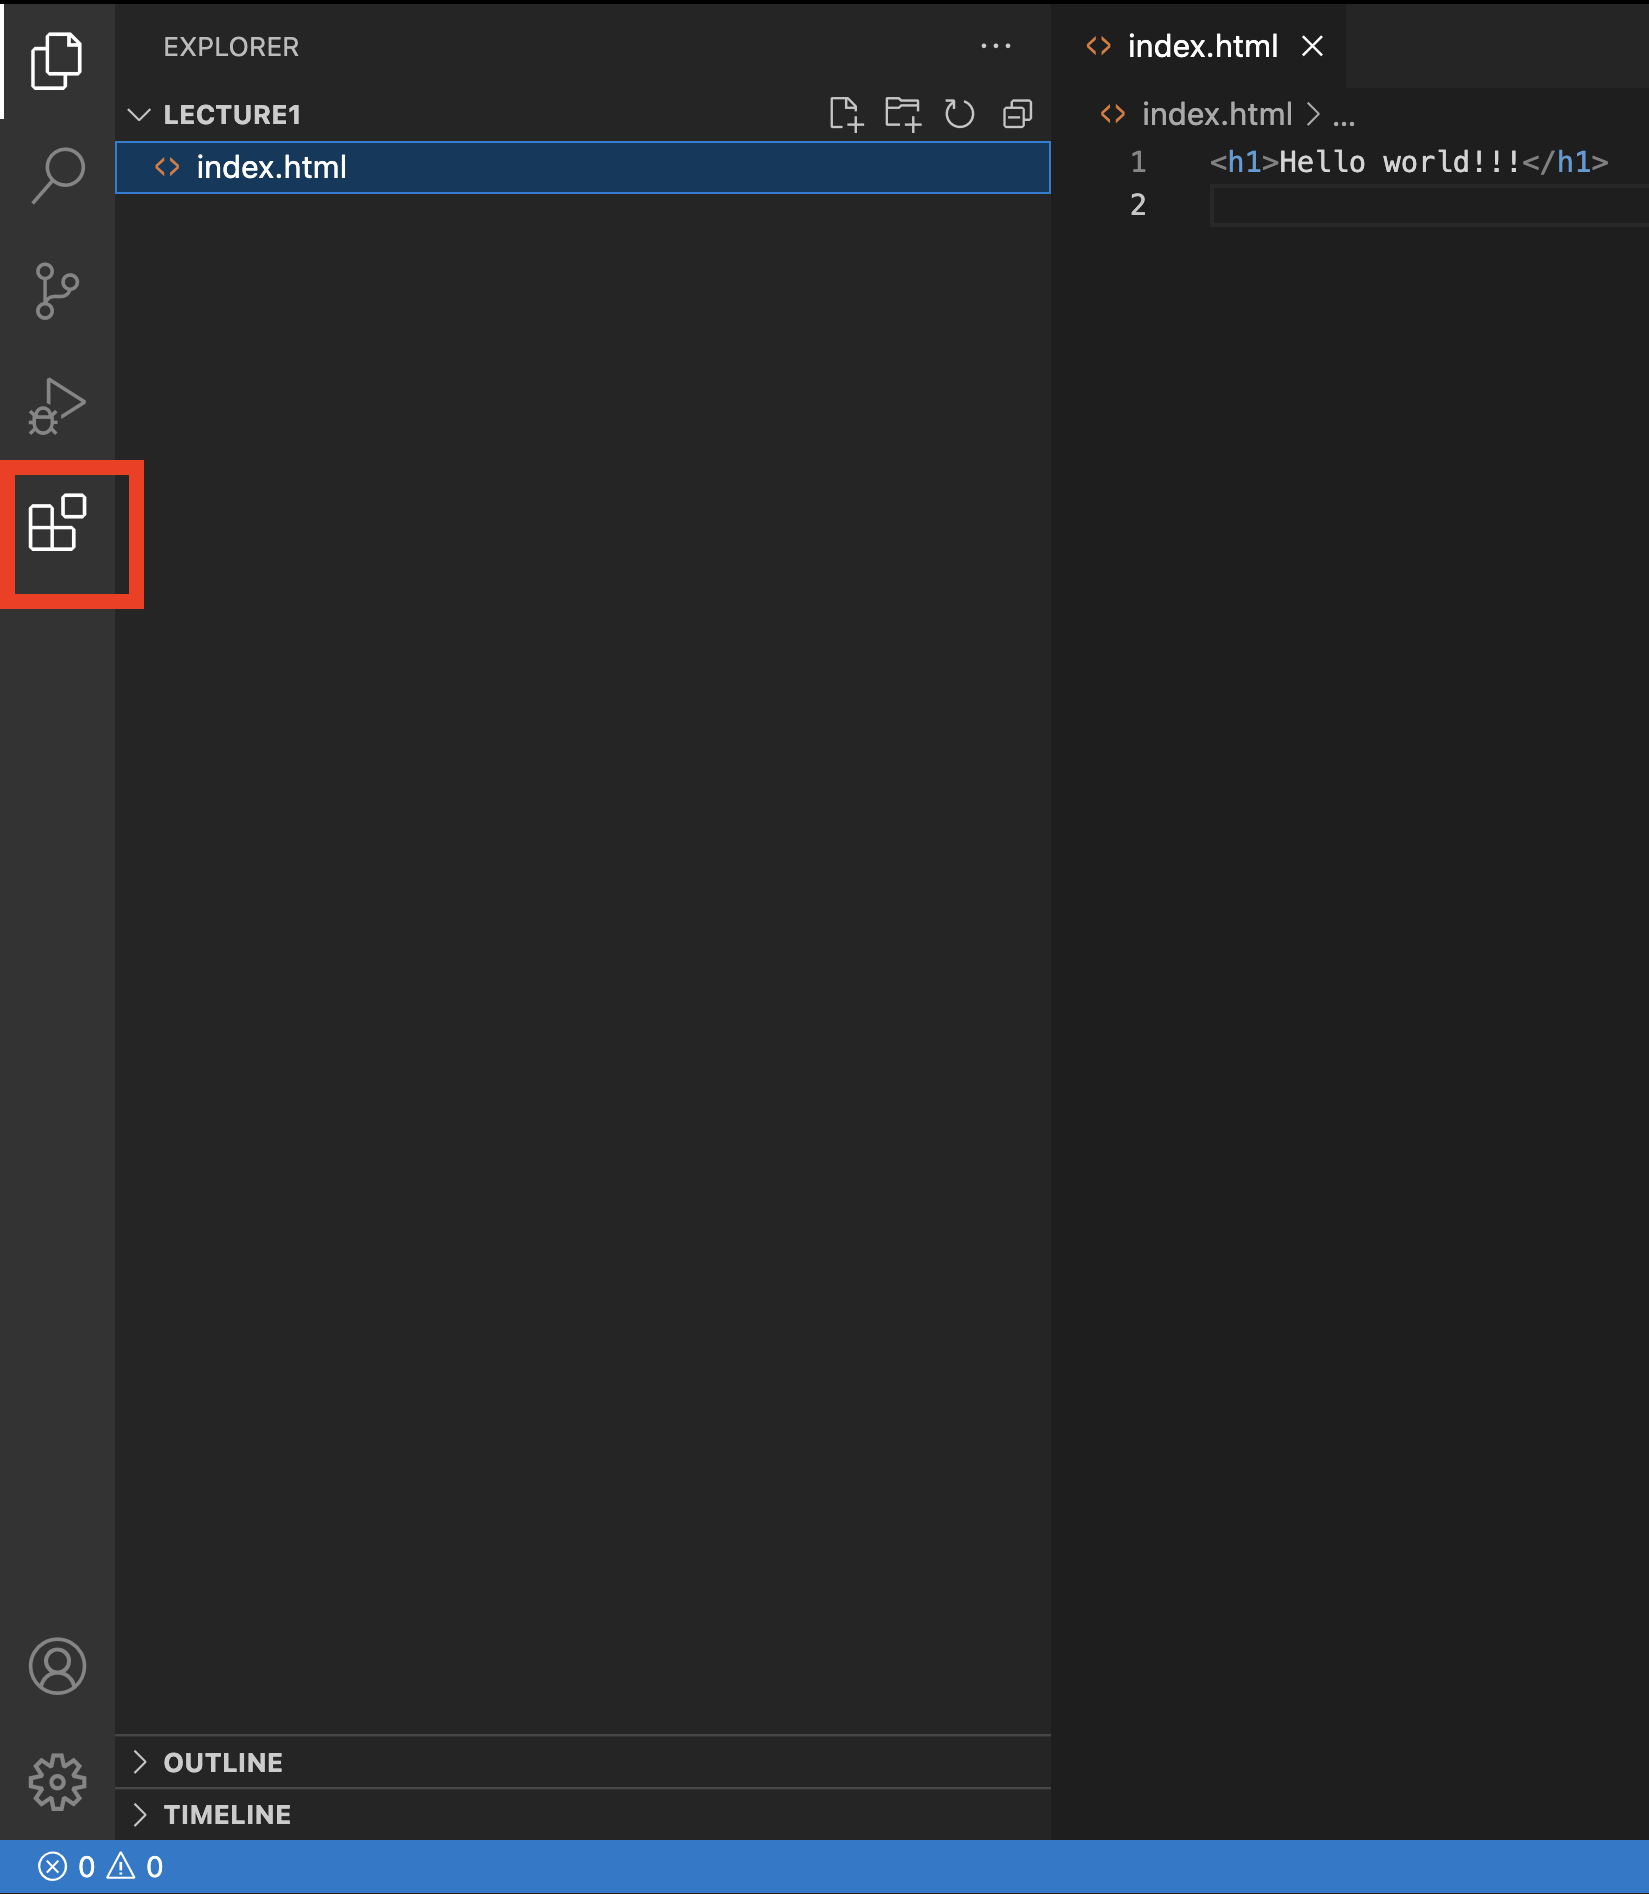 EXPLORER
LECTURE1
index.html
index.html
index.html > ...
1 <h1>Hello world!!!</h1>
2
OUTLINE
TIMELINE
0 0